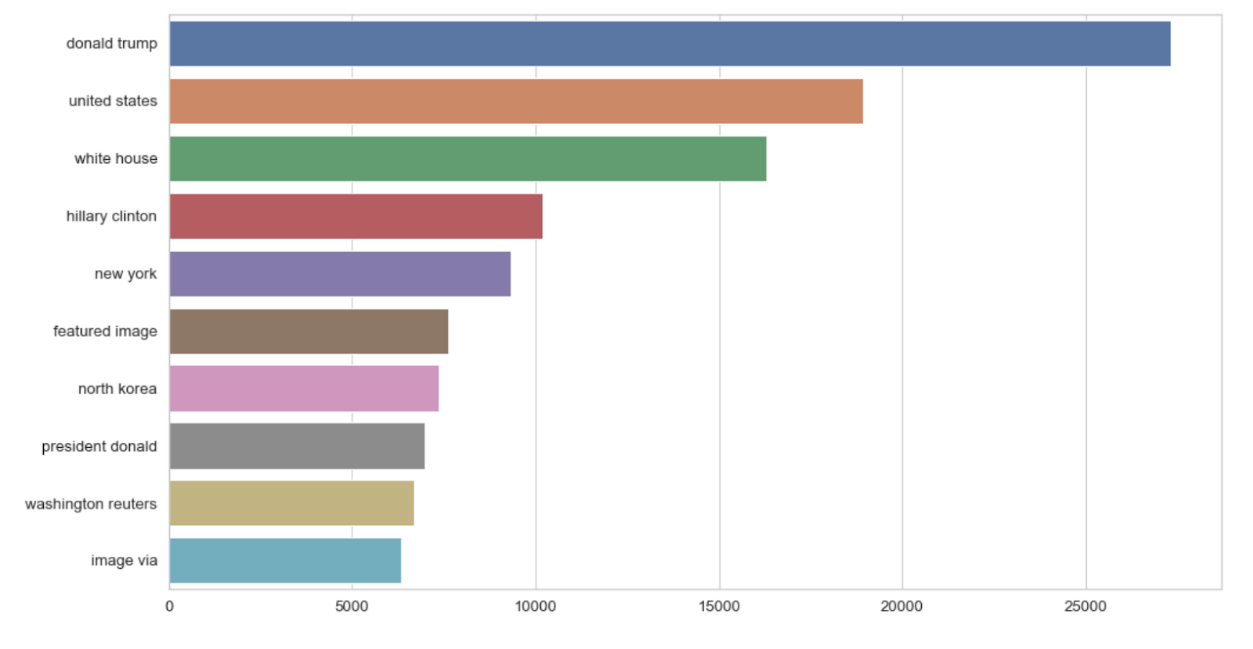 donald trump
united states
white house
hillary clinton
new york
featured image
north korea
president donald
washington reuters
image via
0 5000 10000 15000 20000 25000